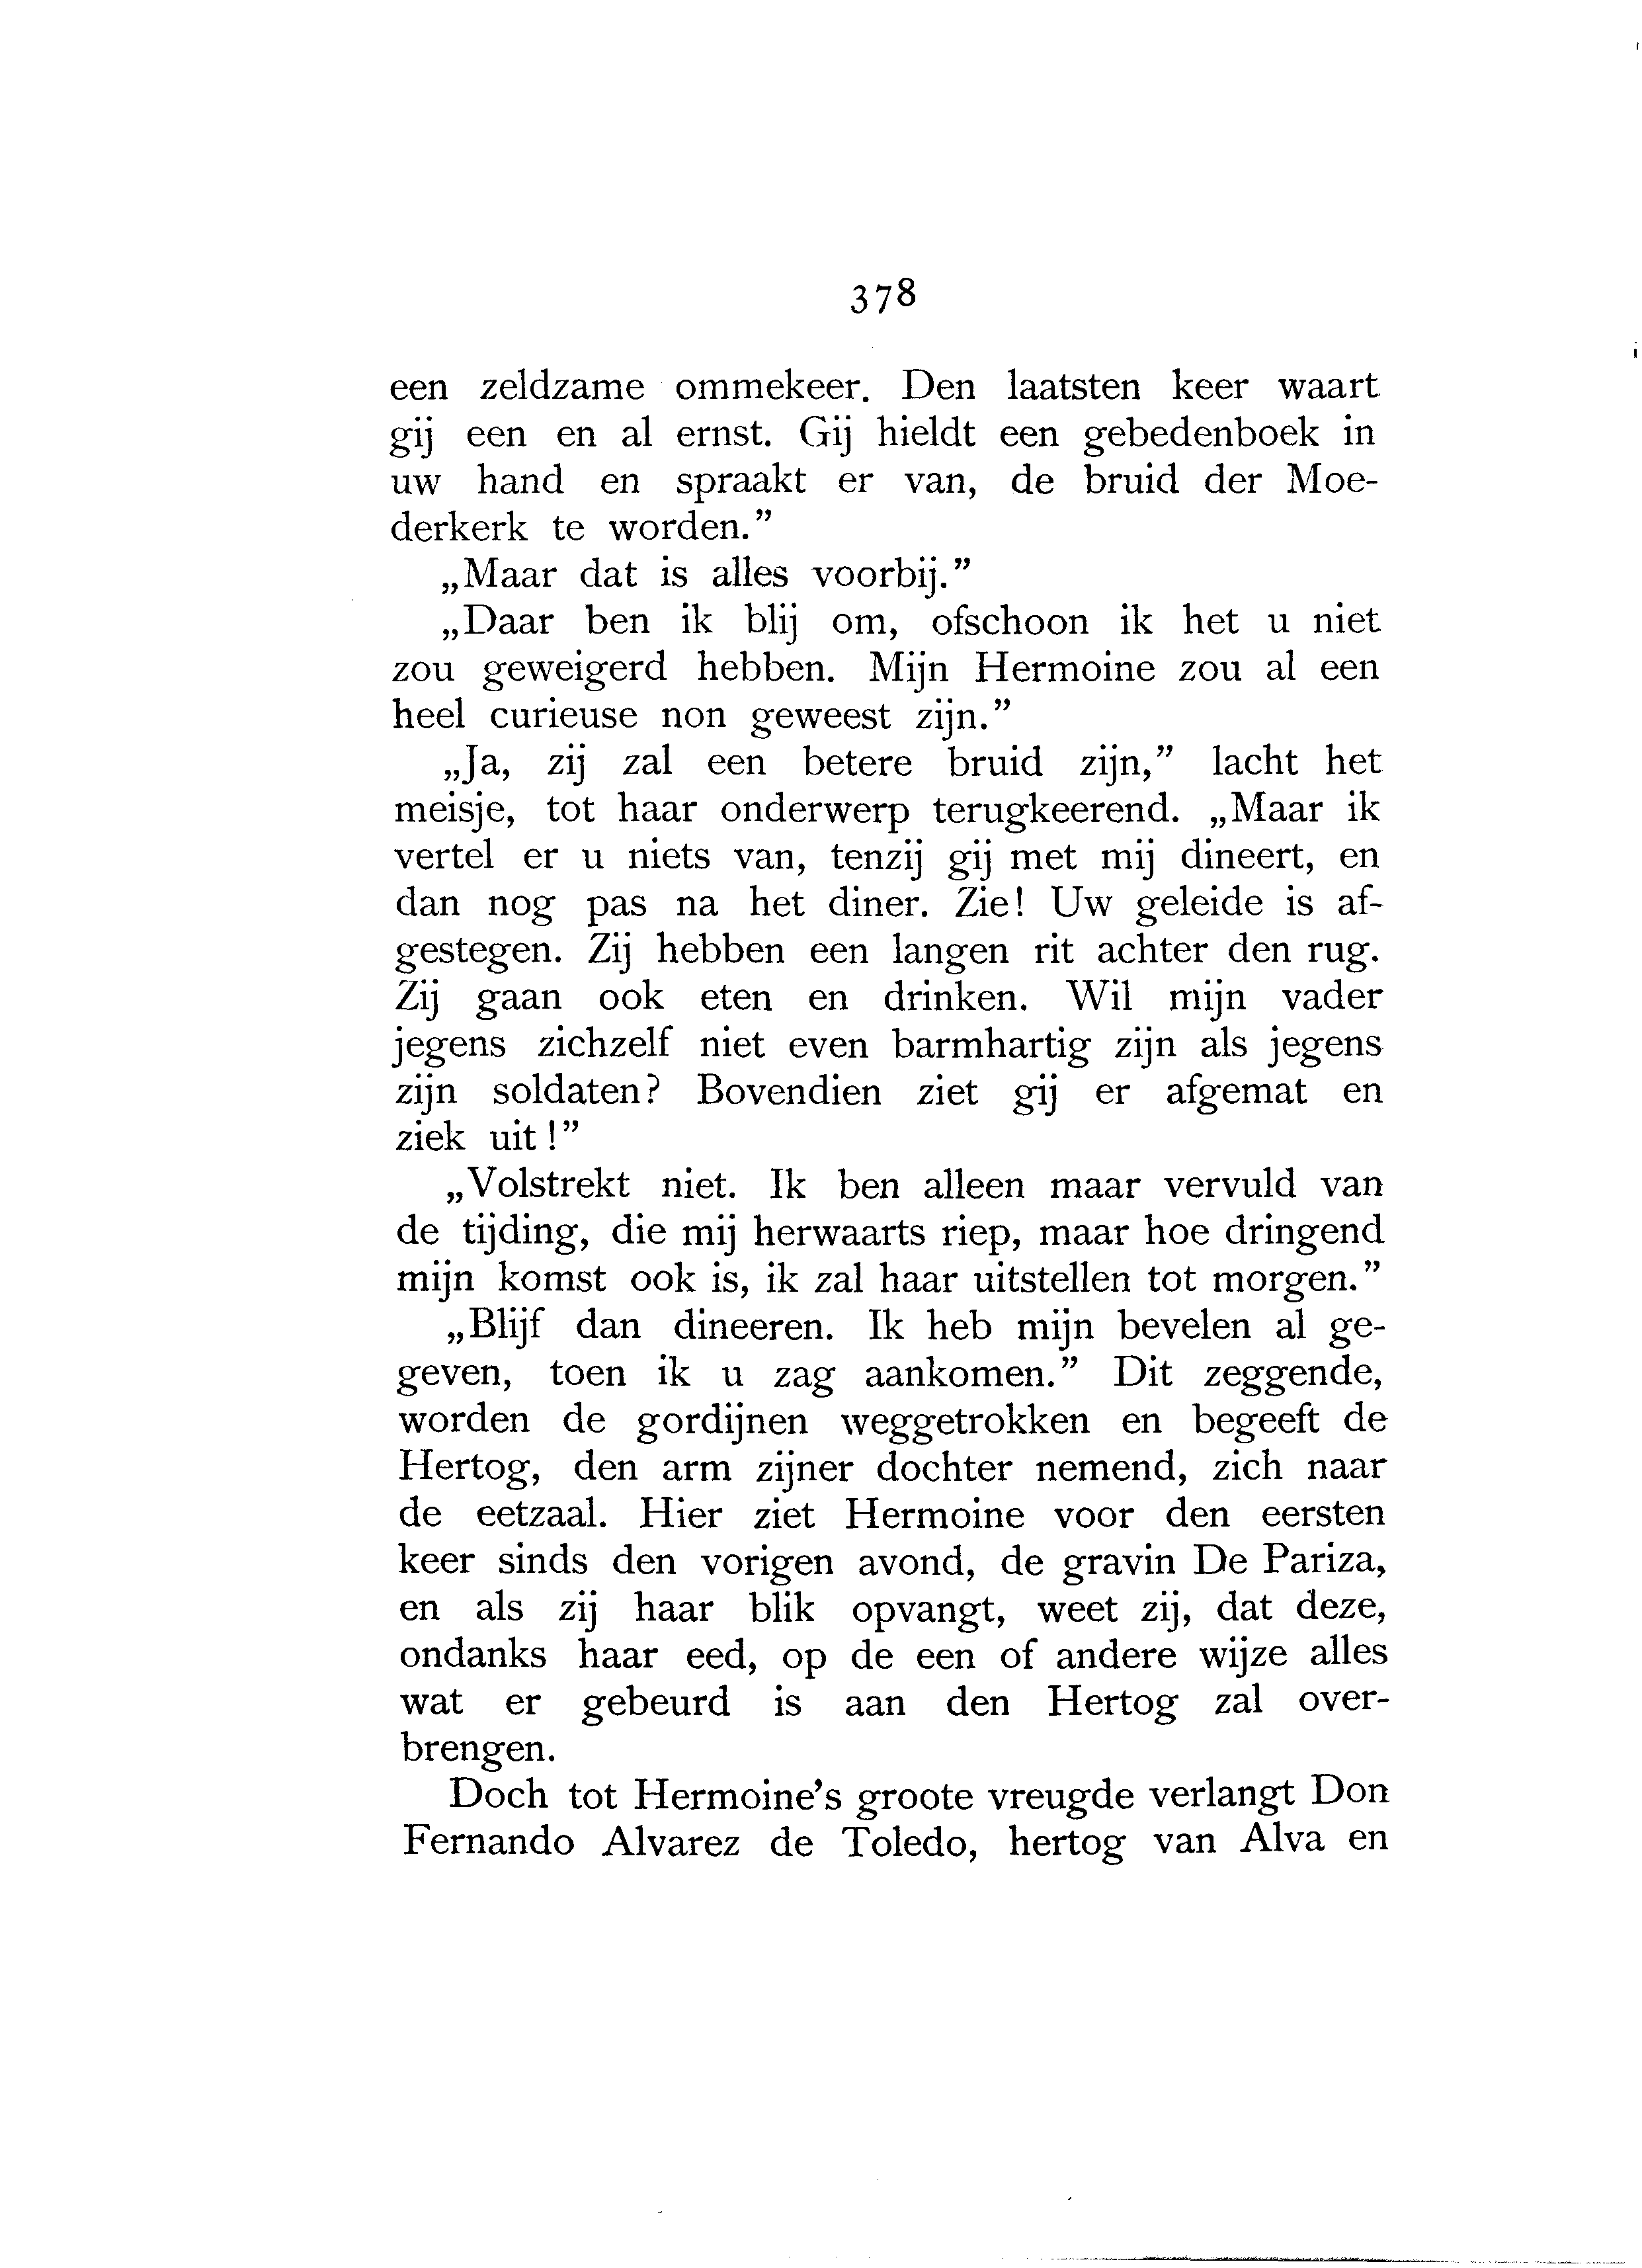 378
een zeldzame ommekeer. Den laatsten keer waart
gij een en al ernst. Gij hieldt een gebedenboek in
uw hand en spraakt er van, de bruid der Moe-
derkerk te worden.”
„Maar dat is alles voorbij.”
„Daar ben ik blij om, ofschoon ik het u niet
zou geweigerd hebben. Mijn Hermoine zou al een
heel curieuse non geweest zijn.”
„Ja, zij zal een betere bruid zijn,” lacht het
meisje, tot haar onderwerp terugkeerend. „Maar ik
vertel er u niets van, tenzij gij met mij dineert, en
dan nog pas na het diner. Zie! Uw geleide is af-
gestegen. Zij hebben een langen rit achter den rug.
Zij gaan ook eten en drinken. Wil mijn vader
jegens zichzelf niet even barmhartig zijn als jegens
zijn soldaten? Bovendien ziet gij er afgemat en
ziek uit!”
„Volstrekt niet. Ik ben alleen maar vervuld van
de tijding, die mij herwaarts riep, maar hoe dringend
mijn komst ook is, ik zal haar uitstellen tot morgen.”
„Blijf dan dineeren. Ik heb mijn bevelen al ge-
geven, toen ik u zag aankomen.” Dit zeggende,
worden de gordijnen weggetrokken en begeeft de
Hertog, den arm zijner dochter nemend, zich naar
de eetzaal. Hier ziet Hermoine voor den eersten
keer sinds den vorigen avond, de gravin De Pariza,
en als zij haar blik opvangt, weet zij, dat deze,
ondanks haar eed, op de een of andere wijze alles
wat er gebeurd is aan den Hertog zal over-
brengen.
Doch tot Hermoine’s groote vreugde verlangt Don
Fernando Alvarez de Toledo, hertog van Alva en